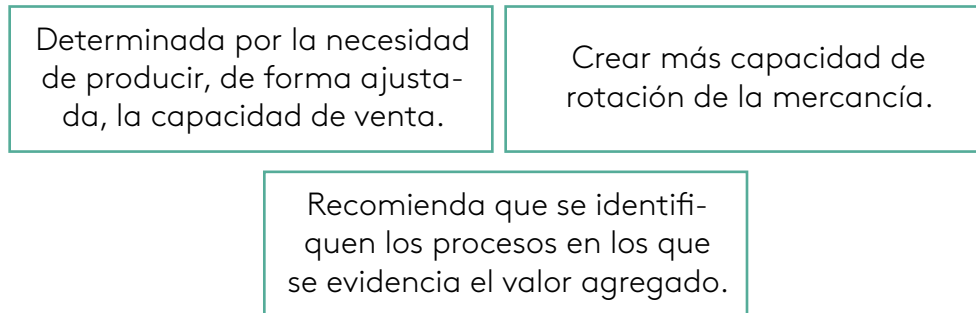 Determinada por la necesidad
de producir, de forma ajusta-
da, la capacidad de venta.
Crear más capacidad de
rotación de la mercancía.
Recomienda que se identifi-
quen los procesos en los que
se evidencia el valor agregado.